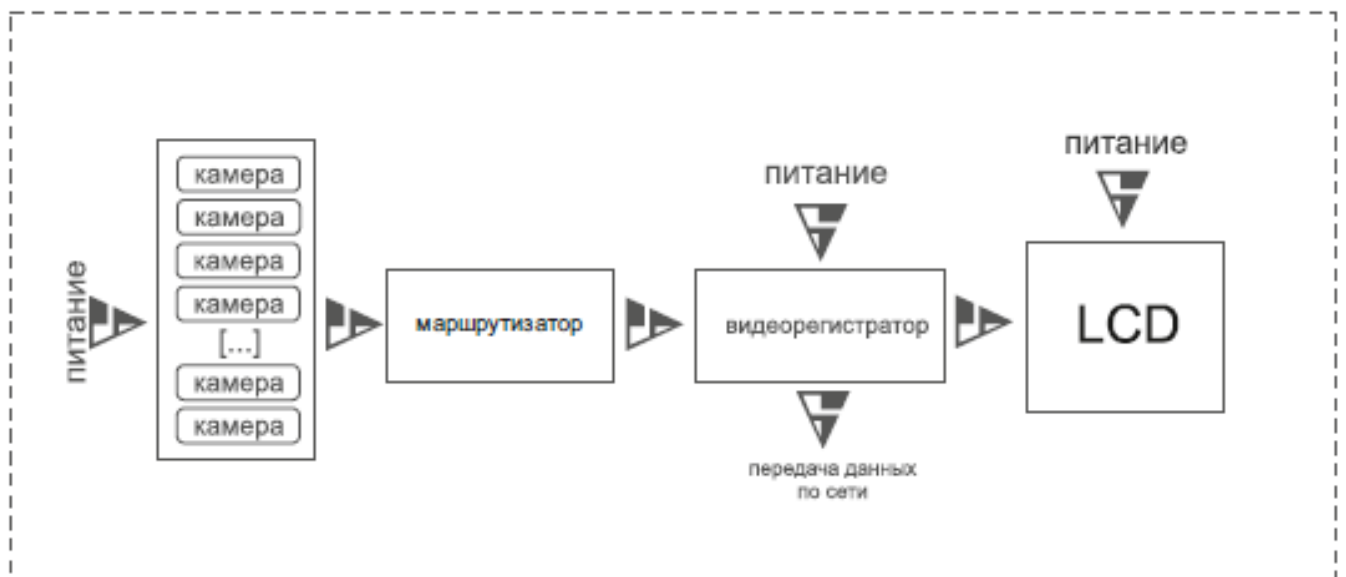 питание
камера
камера
камера
камера
[...]
камера
камера
маршрутизатор
питание
видеорегистратор
передача данных
по сети
питание
LCD